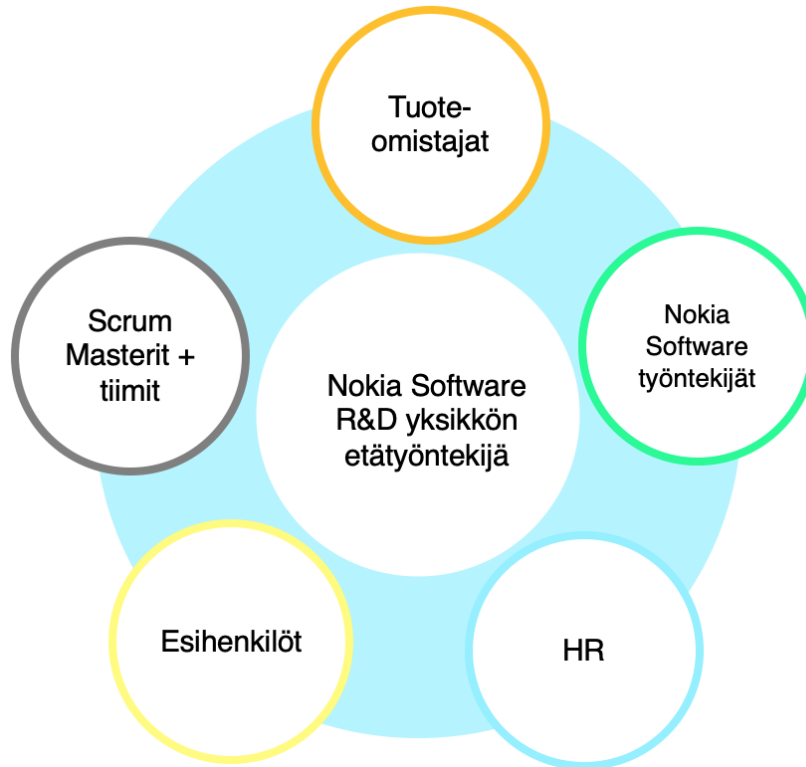 Tuote-
omistajat
Scrum
Masterit +
tiimit
Nokia
Software
työntekijät
Nokia Software
R&D yksikkön
etätyöntekijä
Esihenkilöt
HR